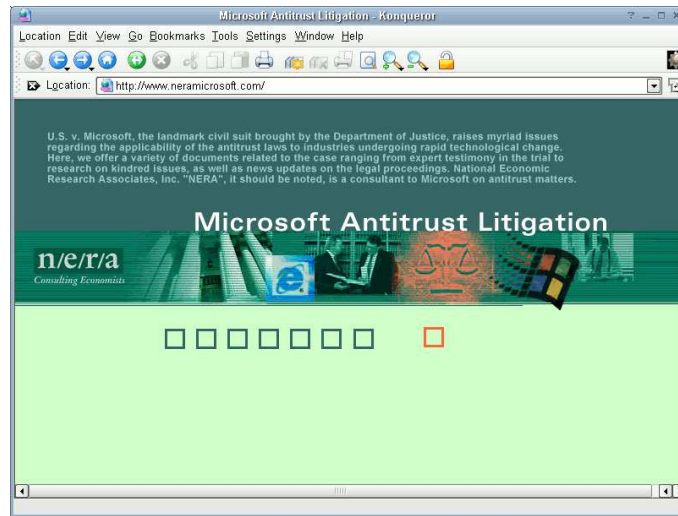 Microsoft Antitrust Litigation - Konqueror
Location Edit View Go Bookmarks Tools Settings Window Help
Location: http://www.neramicrosoft.com/
U.S. v. Microsoft, the landmark civil suit brought by the Department of Justice, raises myriad issues
regarding the applicability of the antitrust laws to industries undergoing rapid technological change.
Here, we offer a variety of documents related to the case ranging from expert testimony in the trial to
research on kindred issues, as well as news updates on the legal proceedings. National Economic
Research Associates, Inc. "NERA", it should be noted, is a consultant to Microsoft on antitrust matters.
Microsoft Antitrust Litigation
n/e/r/a
Consulting Economists